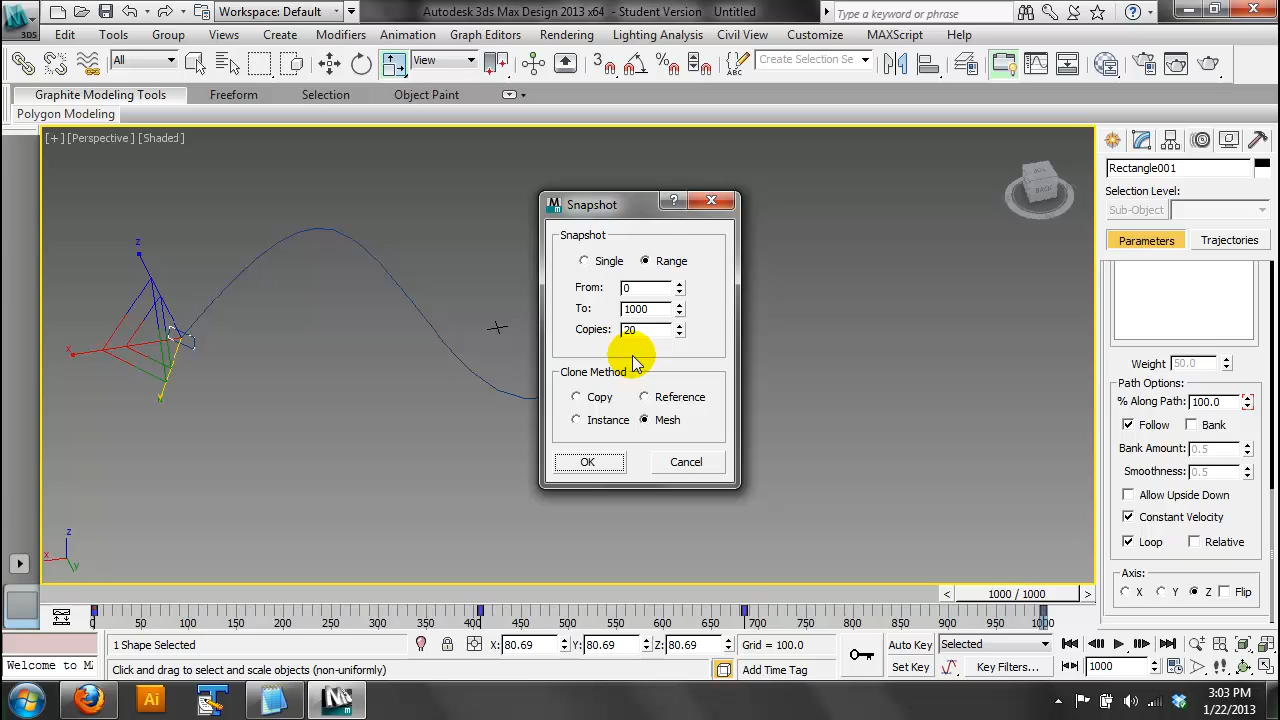 3DS
Workspace: Default
Autodesk 3ds Max Design 2013 x64 - Student Version Untitled
Type a keyword or phrase
Edit Tools Group Views Create Modifiers Animation Graph Editors Rendering Lighting Analysis Civil View Customize MAXScript Help
All
View
Create Selection Se
Graphite Modeling Tools Freeform Selection Object Paint
Polygon Modeling
[+] [Perspective] [Shaded]
BACK
Rectangle001
Selection Level:
Sub-Object
Parameters Trajectories
Snapshot
Snapshot
Single Range
From: 0
To: 1000
Copies: 20
Clone Method
Copy Reference
Instance Mesh
OK Cancel
z
x
y
z
x
y
Weight 50.0
Path Options:
% Along Path: 100.0
Follow Bank
Bank Amount: 0.5
Smoothness: 0.5
Allow Upside Down
Constant Velocity
Loop Relative
Axis:
X Y Z Flip
< 1000 / 1000 >
0 50 100 150 200 250 300 350 400 450 500 550 600 650 700 750 800 850 900 950 1000
1 Shape Selected X: 80.69 Y: 80.69 Z: 80.69 Grid = 100.0 Auto Key Selected
Welcome to M Click and drag to select and scale objects (non-uniformly) Add Time Tag Set Key Key Filters... 1000
Ai
3:03 PM
1/22/2013